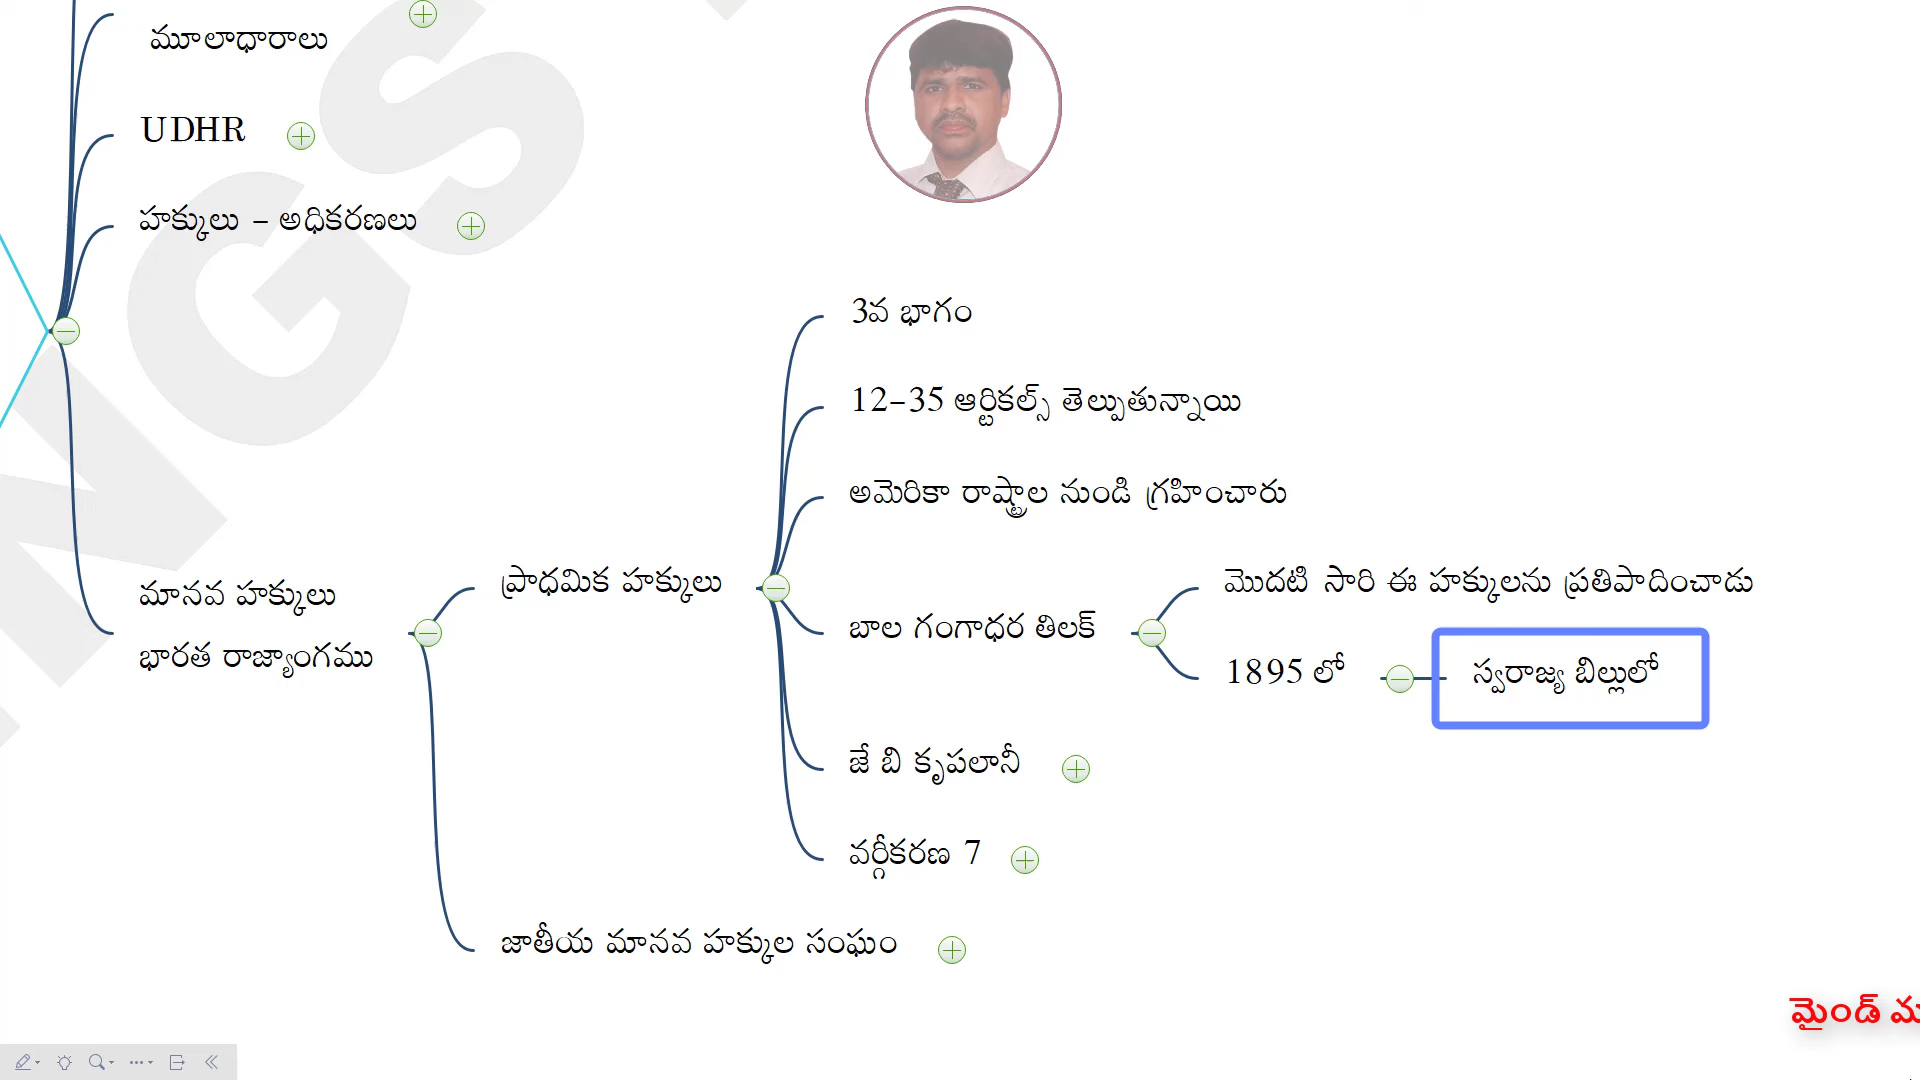 మూలాధారాలు
UDHR
హక్కులు - అధికరణలు
3వ భాగం
12-35 ఆర్టికల్స్ తెల్పుతున్నాయి
అమెరికా రాష్ట్రాల నుండి గ్రహించారు
ప్రాధమిక హక్కులు
మొదటి సారి ఈ హక్కులను ప్రతిపాదించాడు
మానవ హక్కులు
భారత రాజ్యాంగము
బాల గంగాధర తిలక్
1895 లో
స్వరాజ్య బిల్లులో
జే బి కృపలానీ
వర్గీకరణ 7
జాతీయ మానవ హక్కుల సంఘం
మైండ్